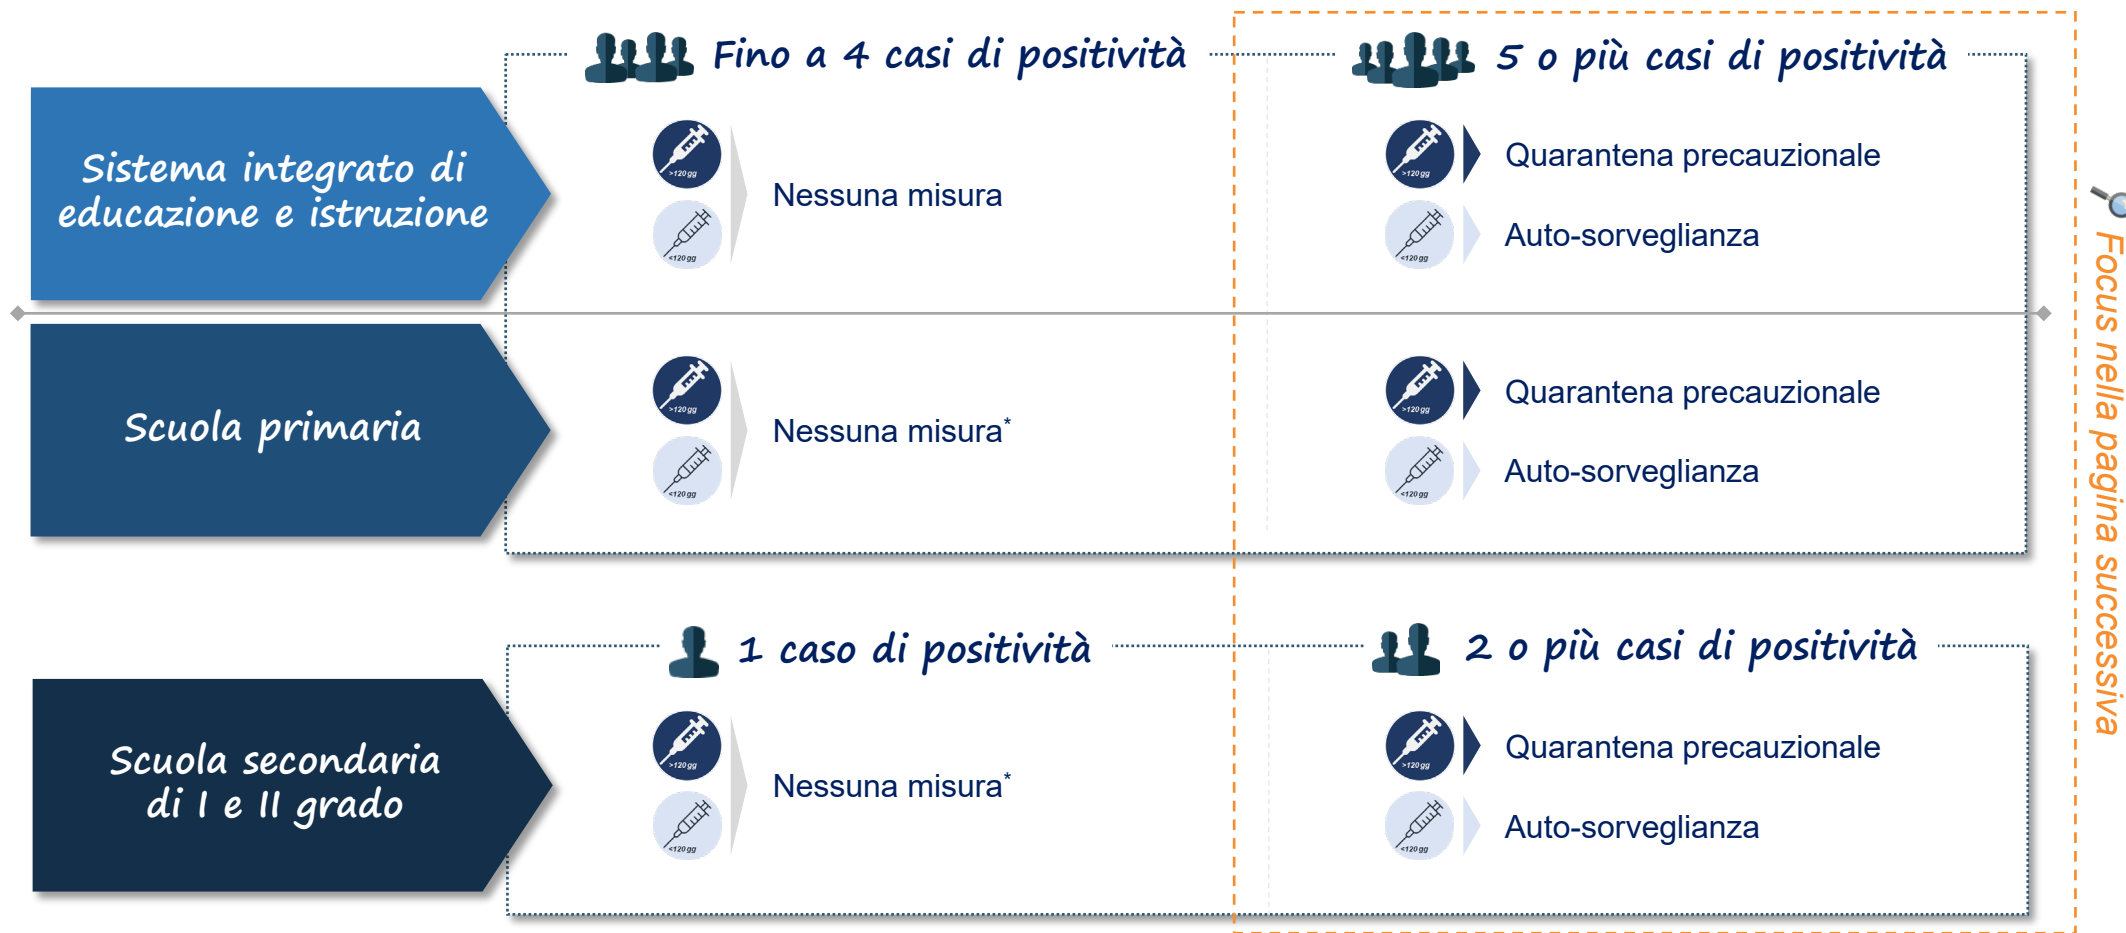 Fino a 4 casi di positività
5 o più casi di positività
Sistema integrato di
educazione e istruzione
>120 gg
<120 gg
Nessuna misura
>120 gg
Quarantena precauzionale
<120 gg
Auto-sorveglianza
Scuola primaria
>120 gg
<120 gg
Nessuna misura*
>120 gg
Quarantena precauzionale
<120 gg
Auto-sorveglianza
1 caso di positività
2 o più casi di positività
Scuola secondaria
di I e II grado
>120 gg
<120 gg
Nessuna misura*
>120 gg
Quarantena precauzionale
<120 gg
Auto-sorveglianza
Focus nella pagina successiva